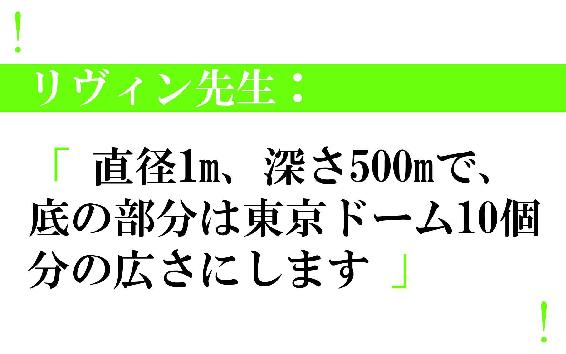 !
リヴィン先生：
「 直径1m、深さ500mで、
底の部分は東京ドーム10個
分の広さにします 」
!